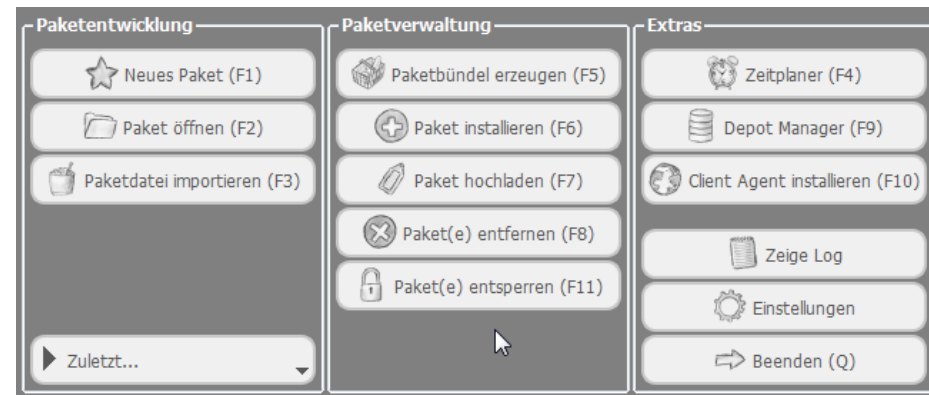 Paketentwicklung
Neues Paket (F1)
Paket öffnen (F2)
Paketdatei importieren (F3)
Zuletzt...
Paketverwaltung
Paketbündel erzeugen (F5)
Paket installieren (F6)
Paket hochladen (F7)
Paket(e) entfernen (F8)
Paket(e) entsperren (F11)
Extras
Zeitplaner (F4)
Depot Manager (F9)
Client Agent installieren (F10)
Zeige Log
Einstellungen
Beenden (Q)